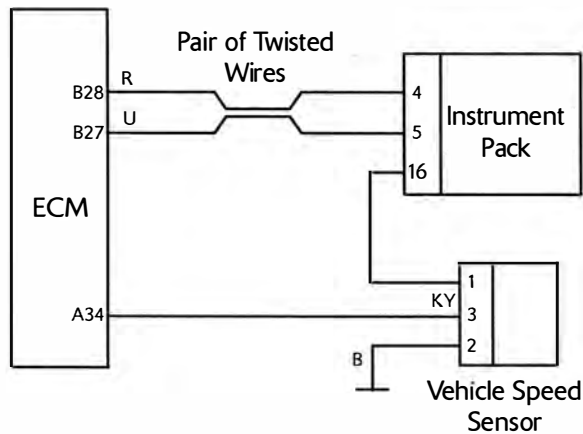 Pair of Twisted
Wires
B28
R
4
B27
U
5
Instrument
Pack
16
ECM
1
KY
A34
3
2
B
Vehicle Speed
Sensor